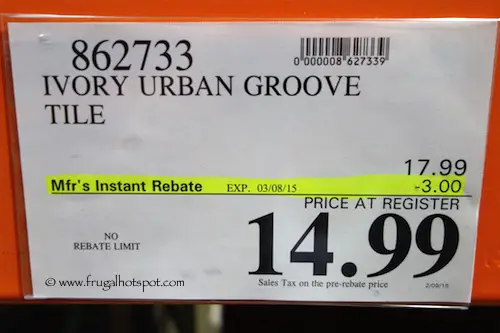 862733
0"000008"627339
IVORY URBAN GROOVE
TILE
17.99
Mfr's Instant Rebate EXP. 03/08/15 -3.00
PRICE AT REGISTER
14.99
NO
REBATE LIMIT
Sales Tax on the pre-rebate price
2/09/15
© www.frugalhotspot.com